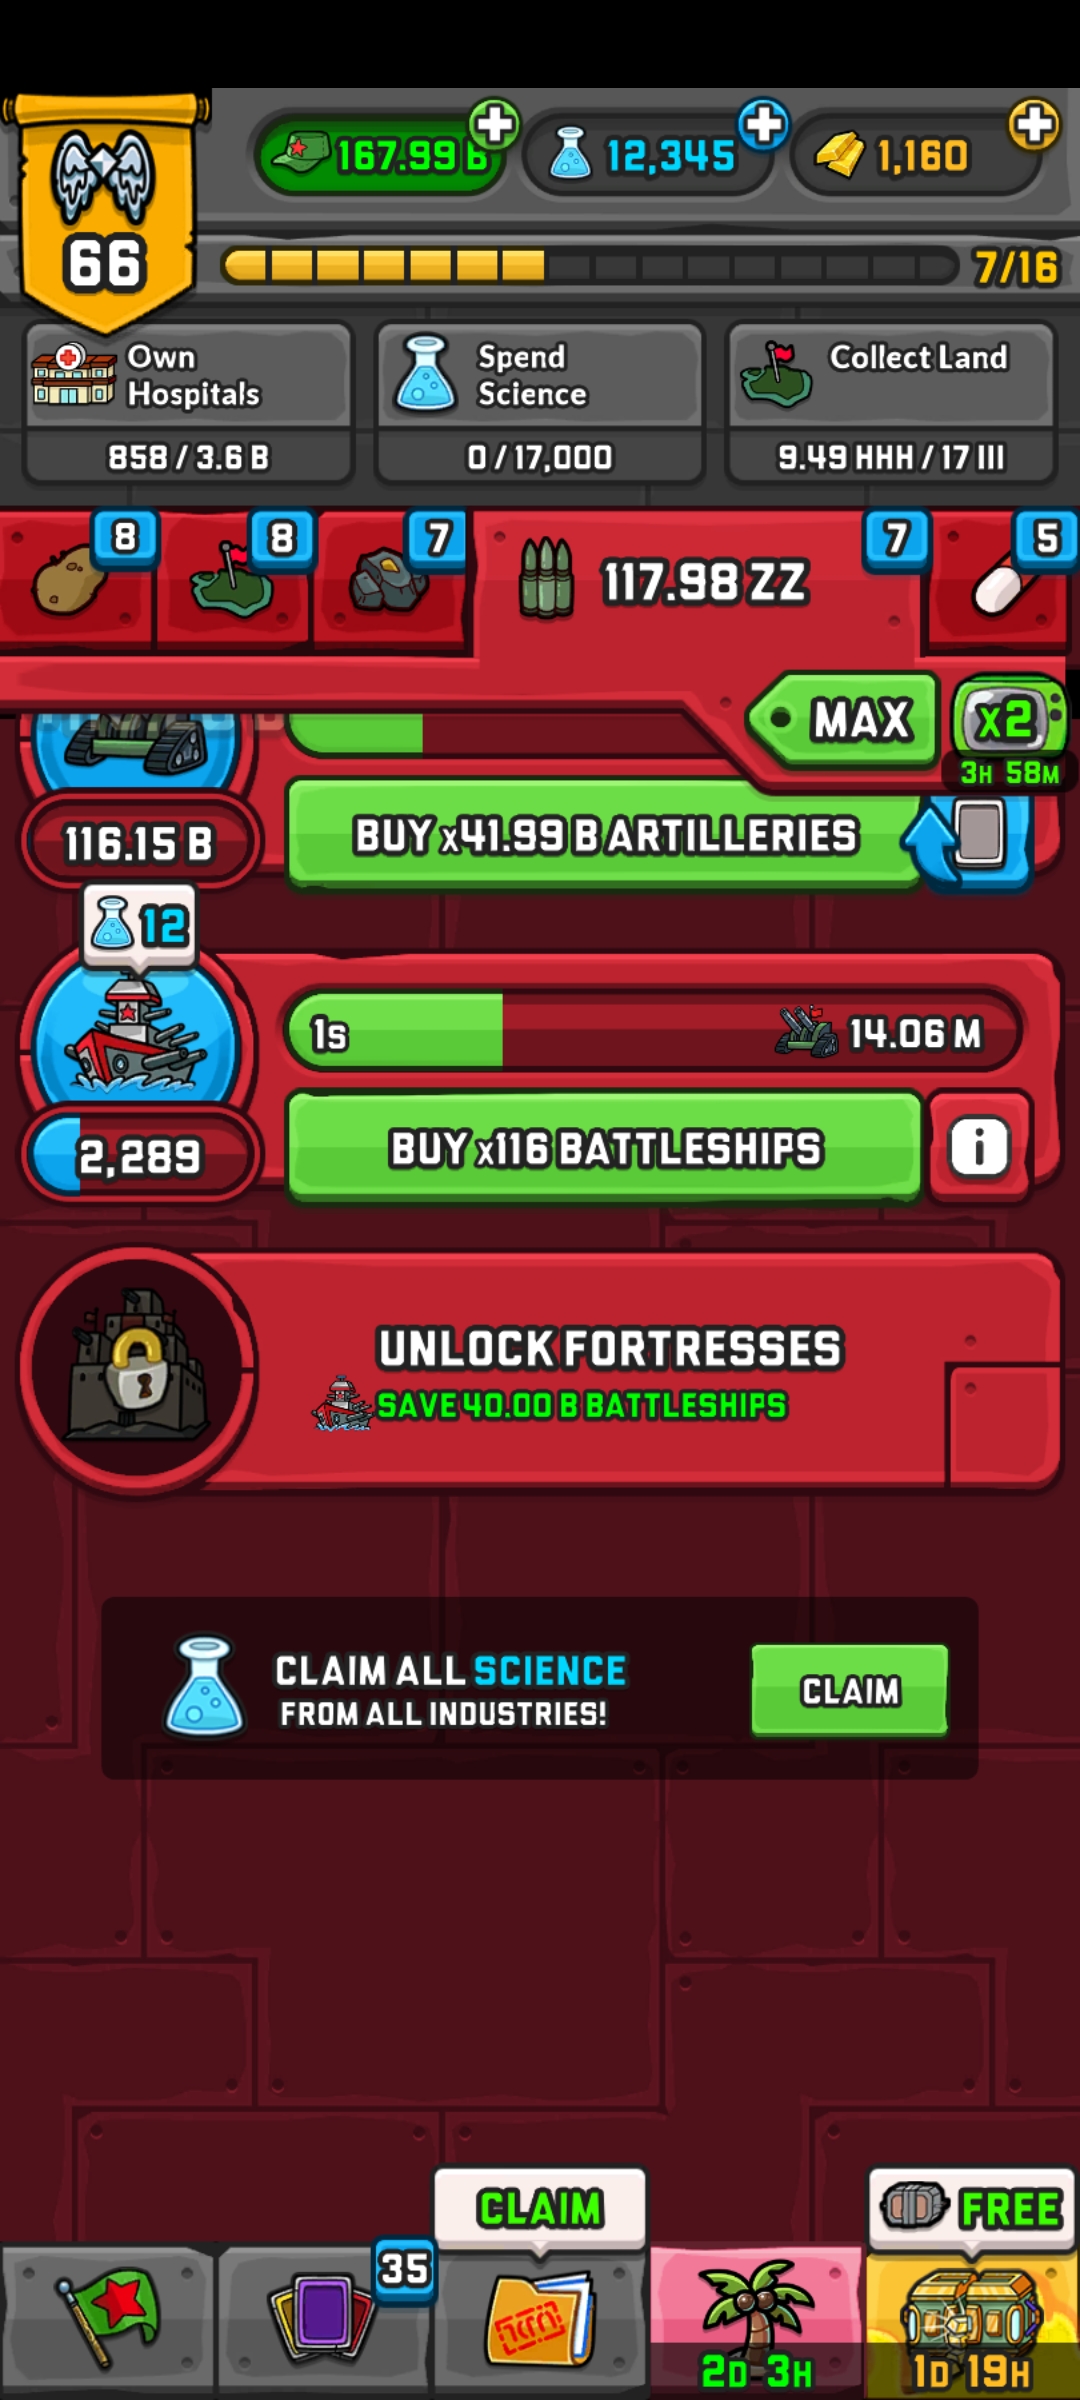 167.99 B
12,345
1,160
66
7/16
Own
Hospitals
858 / 3.6 B
Spend
Science
0 / 17,000
Collect Land
9.49 HHH / 17 III
8
8
7
117.98 ZZ
7
5
MAX
x2
3H 58M
116.15 B
BUY x41.99 B ARTILLERIES
12
1s
14.06 M
2,289
BUY x116 BATTLESHIPS
i
UNLOCK FORTRESSES
SAVE 40.00 B BATTLESHIPS
CLAIM ALL SCIENCE
FROM ALL INDUSTRIES!
CLAIM
CLAIM
FREE
35
2D 3H
1D 19H